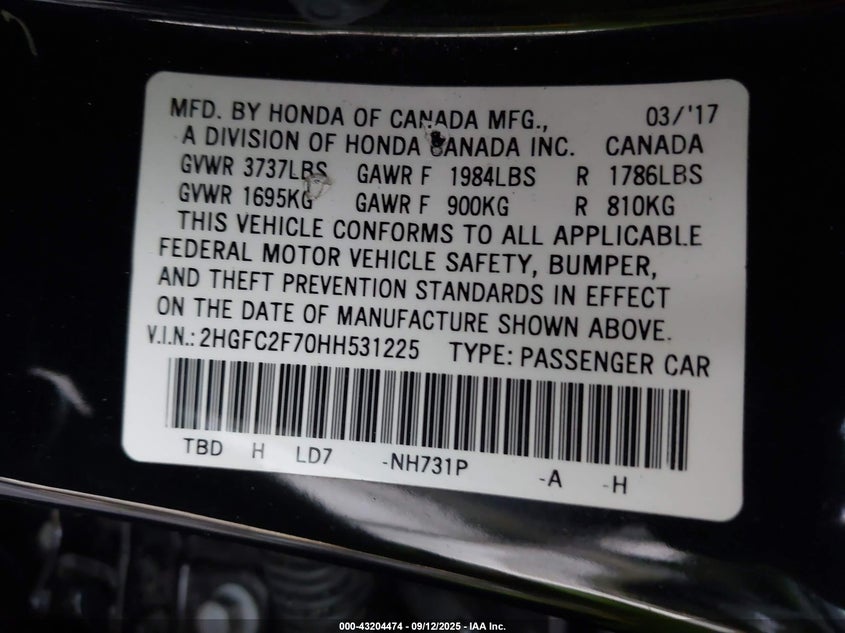 MFD. BY HONDA OF CANADA MFG., 03/'17
A DIVISION OF HONDA CANADA INC. CANADA
GVWR 3737LBS GAWR F 1984LBS R 1786LBS
GVWR 1695KG GAWR F 900KG R 810KG
THIS VEHICLE CONFORMS TO ALL APPLICABLE
FEDERAL MOTOR VEHICLE SAFETY, BUMPER,
AND THEFT PREVENTION STANDARDS IN EFFECT
ON THE DATE OF MANUFACTURE SHOWN ABOVE.
V.I.N.: 2HGFC2F70HH531225 TYPE: PASSENGER CAR
TBD H LD7 -NH731P -A -H
000-43204474 - 09/12/2025 - IAA Inc.